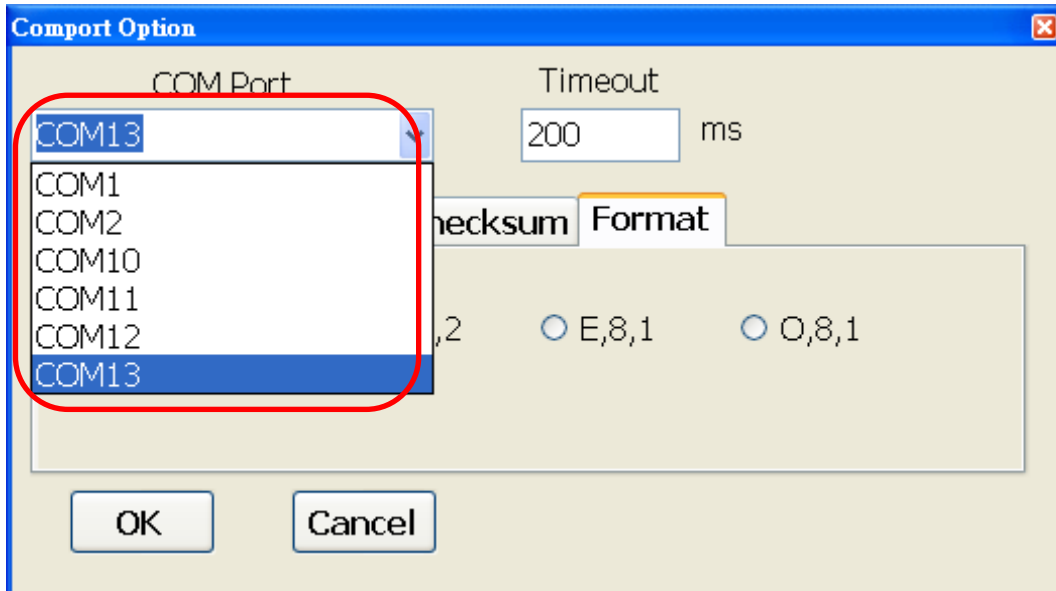 Comport Option
COM Port
Timeout
COM13
200
ms
COM1
COM2
COM10
COM11
COM12
COM13
hecksum
Format
,2
E,8,1
O,8,1
OK
Cancel